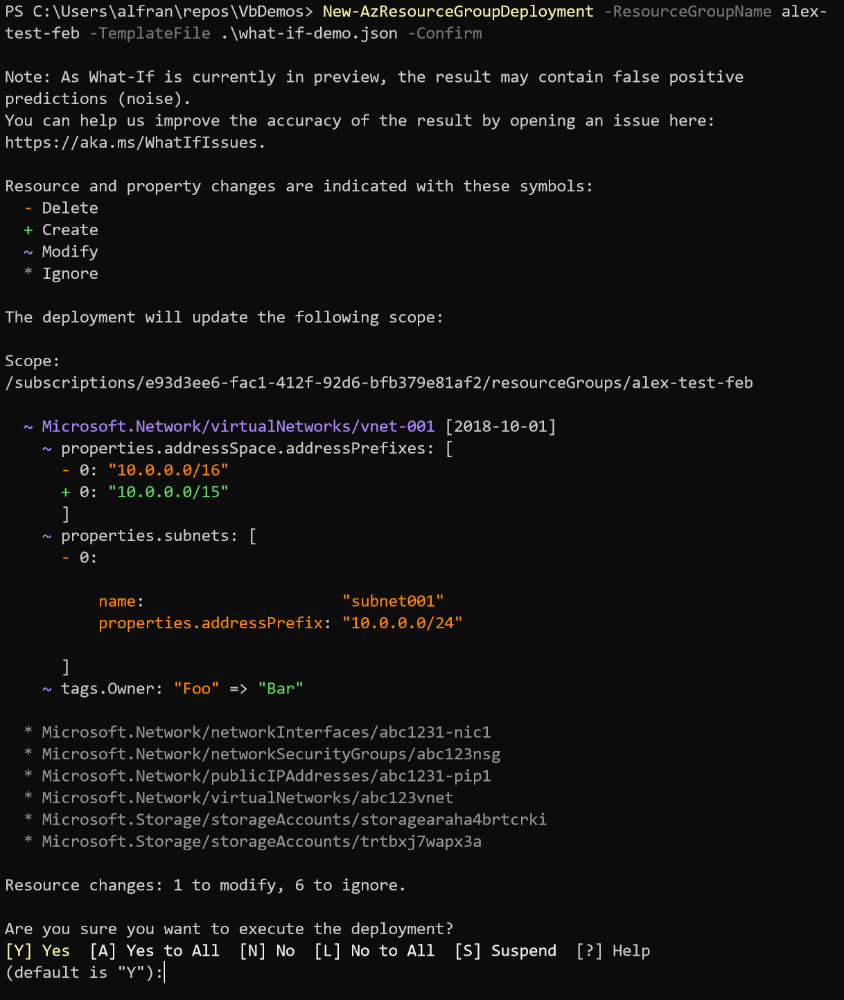 PS C:\Users\alfran\repos\VbDemos> New-AzResourceGroupDeployment -ResourceGroupName alex-
test-feb -TemplateFile .\what-if-demo.json -Confirm
Note: As What-If is currently in preview, the result may contain false positive
predictions (noise).
You can help us improve the accuracy of the result by opening an issue here:
https://aka.ms/WhatIfIssues.
Resource and property changes are indicated with these symbols:
  - Delete
  + Create
  ~ Modify
  * Ignore
The deployment will update the following scope:
Scope:
/subscriptions/e93d3ee6-fac1-412f-92d6-bfb379e81af2/resourceGroups/alex-test-feb
  ~ Microsoft.Network/virtualNetworks/vnet-001 [2018-10-01]
    ~ properties.addressSpace.addressPrefixes: [
      - 0: "10.0.0.0/16"
      + 0: "10.0.0.0/15"
      ]
    ~ properties.subnets: [
      - 0:
          name:                     "subnet001"
          properties.addressPrefix: "10.0.0.0/24"
      ]
    ~ tags.Owner: "Foo" => "Bar"
  * Microsoft.Network/networkInterfaces/abc1231-nic1
  * Microsoft.Network/networkSecurityGroups/abc123nsg
  * Microsoft.Network/publicIPAddresses/abc1231-pip1
  * Microsoft.Network/virtualNetworks/abc123vnet
  * Microsoft.Storage/storageAccounts/storagearaha4brtcrki
  * Microsoft.Storage/storageAccounts/trtbxj7wapx3a
Resource changes: 1 to modify, 6 to ignore.
Are you sure you want to execute the deployment?
[Y] Yes  [A] Yes to All  [N] No  [L] No to All  [S] Suspend  [?] Help
(default is "Y"):